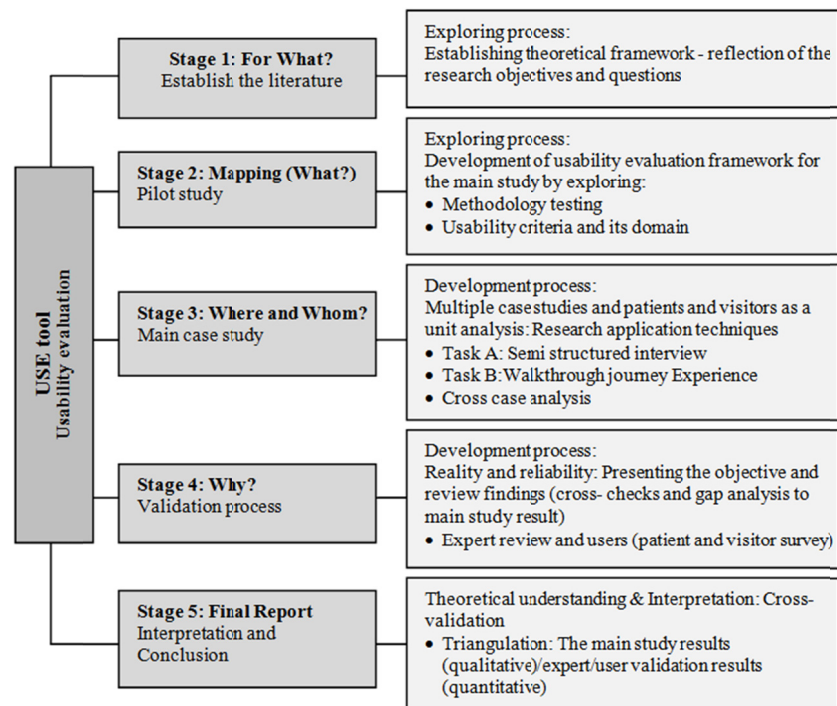 USE tool
Usability evaluation
Stage 1: For What?
Establish the literature
Exploring process:
Establishing theoretical framework - reflection of the
research objectives and questions
Stage 2: Mapping (What?)
Pilot study
Exploring process:
Development of usability evaluation framework for
the main study by exploring:
• Methodology testing
• Usability criteria and its domain
Stage 3: Where and Whom?
Main case study
Development process:
Multiple casestudies and patients and visitors as a
unit analysis: Research application techniques
• Task A: Semi structured interview
• Task B:Walkthrough journey Experience
• Cross case analysis
Stage 4: Why?
Validation process
Development process:
Reality and reliability: Presenting the objective and
review findings (cross- checks and gap analysis to
main study result)
• Expert review and users (patient and visitor survey)
Stage 5: Final Report
Interpretation and
Conclusion
Theoretical understanding & Interpretation: Cross-
validation
• Triangulation: The main study results
(qualitative)/expert/user validation results
(quantitative)